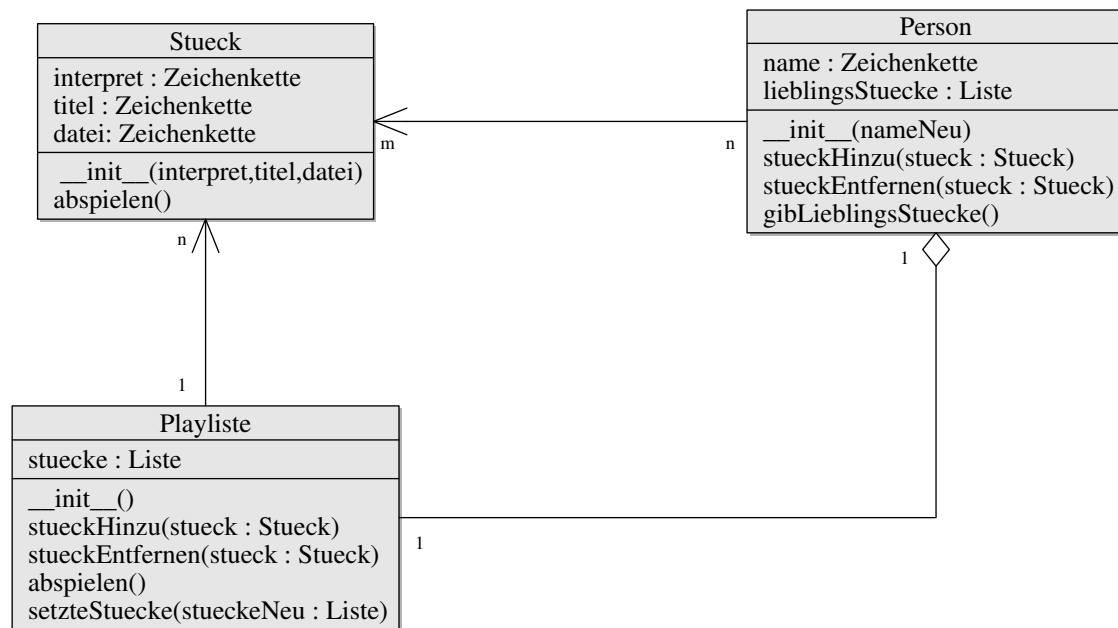 Stueck
interpret : Zeichenkette
titel : Zeichenkette
datei: Zeichenkette
__init__(interpret,titel,datei)
abspielen()
Person
name : Zeichenkette
lieblingsStuecke : Liste
__init__(nameNeu)
stueckHinzu(stueck : Stueck)
stueckEntfernen(stueck : Stueck)
gibLieblingsStuecke()
m
n
n
1
1
1
Playliste
stuecke : Liste
__init__()
stueckHinzu(stueck : Stueck)
stueckEntfernen(stueck : Stueck)
abspielen()
setzteStuecke(stueckeNeu : Liste)